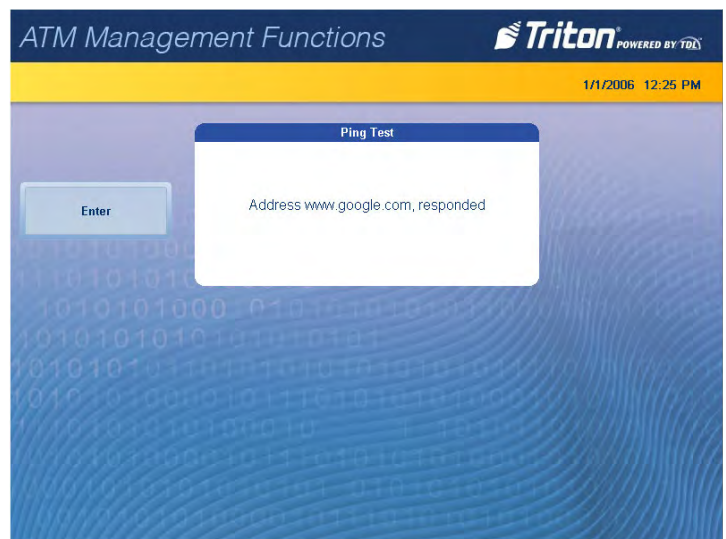 ATM Management Functions
Triton® POWERED BY TDL
1/1/2006 12:25 PM
Ping Test
Enter
Address www.google.com, responded